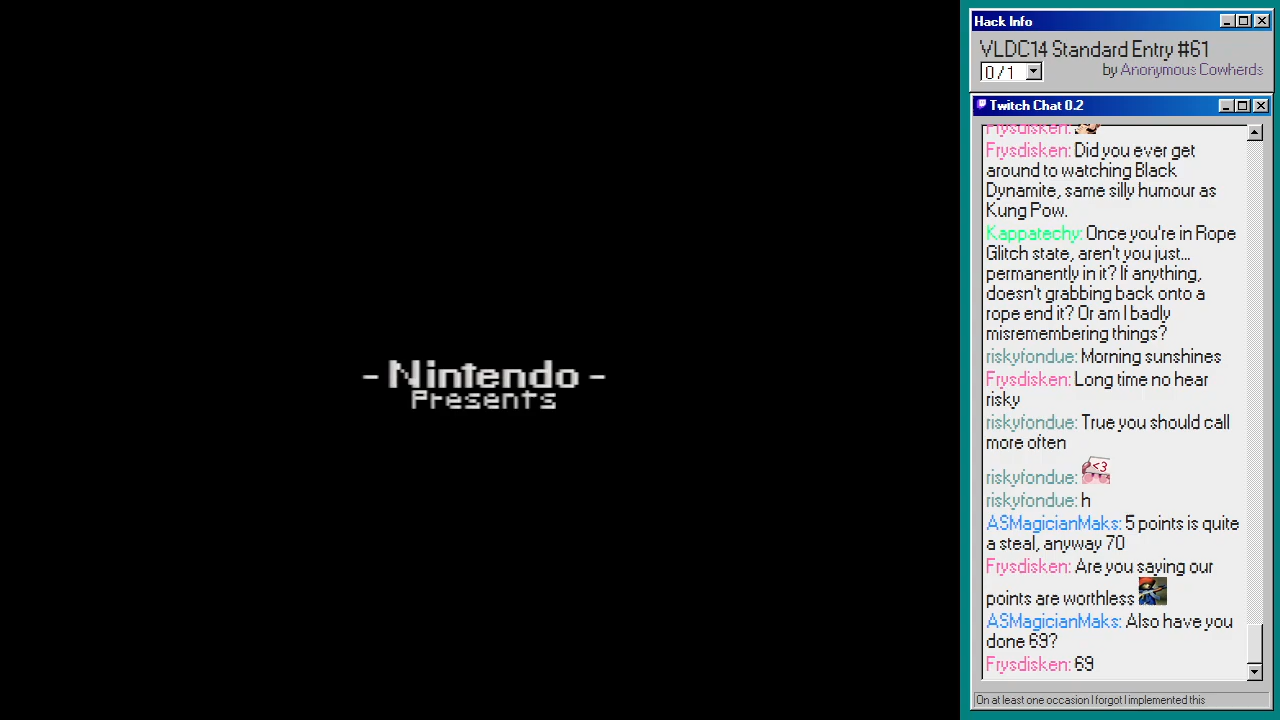 - Nintendo -
Presents
Hack Info
VLDC14 Standard Entry #61
0/1
by Anonymous Cowherds
Twitch Chat 0.2
Frysdisken:
Frysdisken: Did you ever get
around to watching Black
Dynamite, same silly humour as
Kung Pow.
Kappatechy: Once you're in Rope
Glitch state, aren't you just...
permanently in it? If anything,
doesn't grabbing back onto a
rope end it? Or am I badly
misremembering things?
riskyfondue: Morning sunshines
Frysdisken: Long time no hear
risky
riskyfondue: True you should call
more often
riskyfondue: <3
riskyfondue: h
ASMagicianMaks: 5 points is quite
a steal, anyway 70
Frysdisken: Are you saying our
points are worthless
ASMagicianMaks: Also have you
done 69?
Frysdisken: 69
On at least one occasion I forgot I implemented this